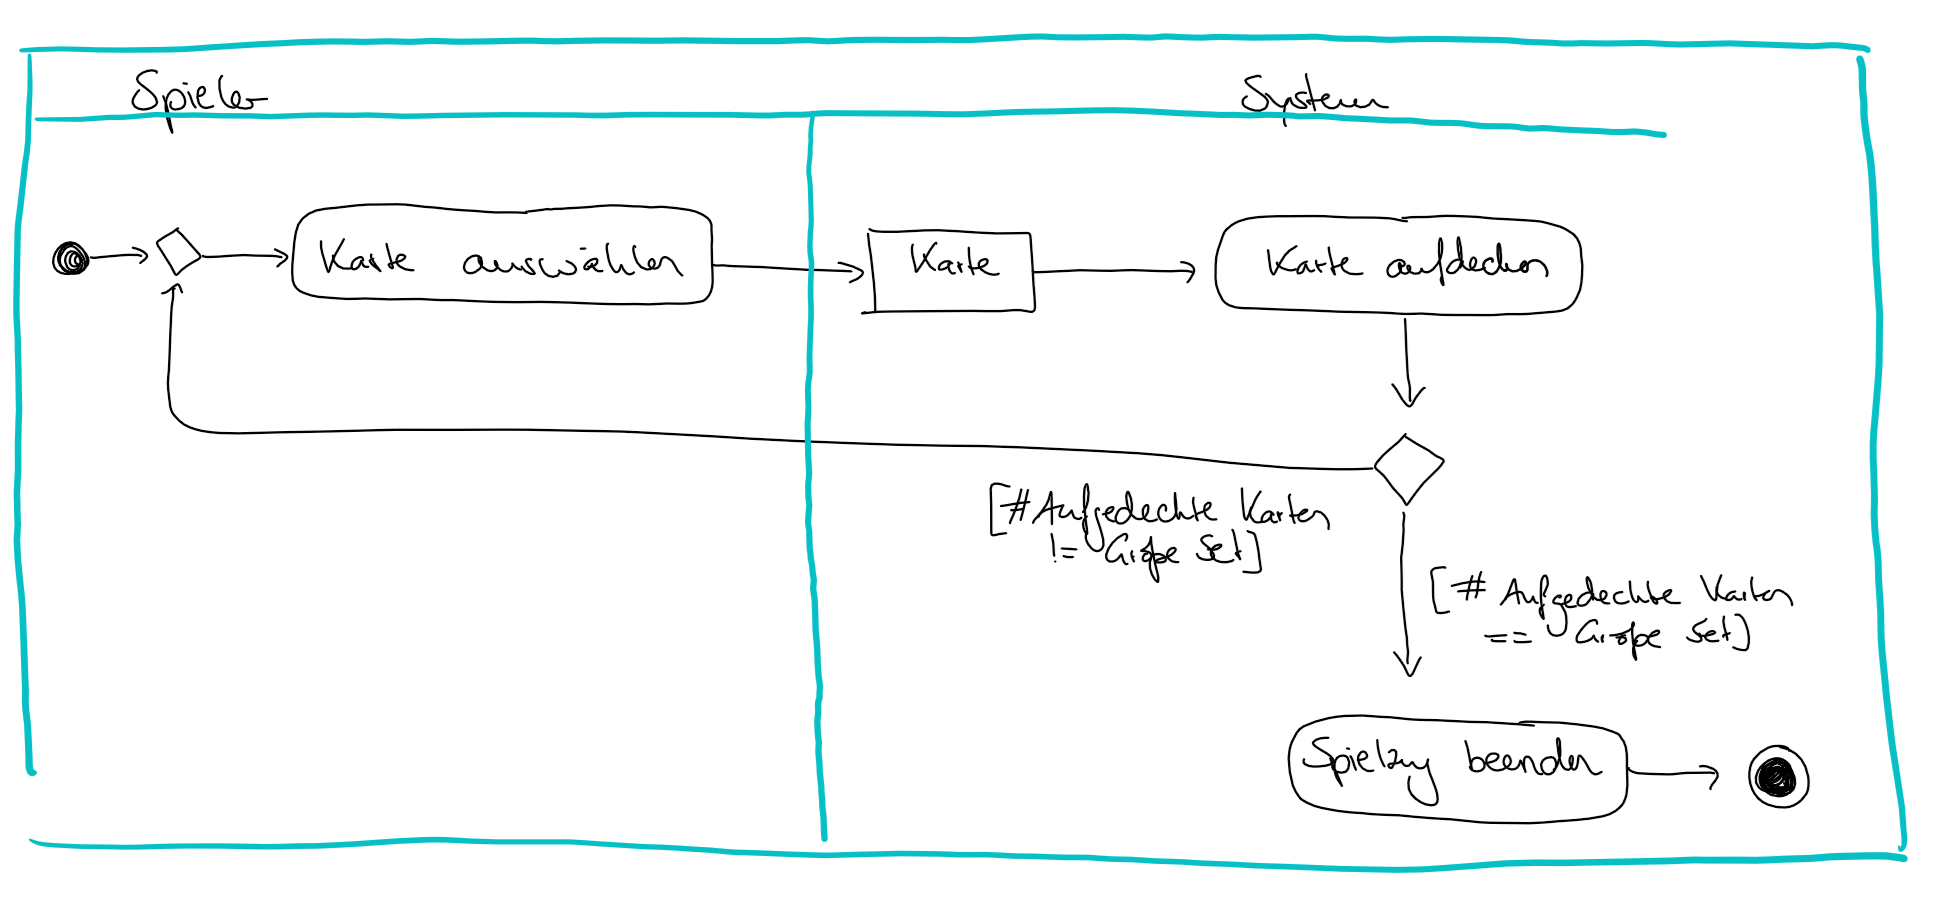 Spieler
System
Karte auswählen
Karte
Karte aufdecken
[#Aufgedeckte Karten
!= Größe Set]
[# Aufgedeckte Karten
== Größe Set]
Spielzug beenden